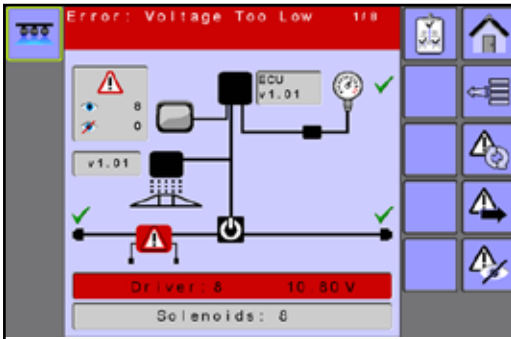 Error: Voltage Too Low 1/8
ECU
v1.01
8
0
v1.01
Driver: 8 10.80V
Solenoids: 8